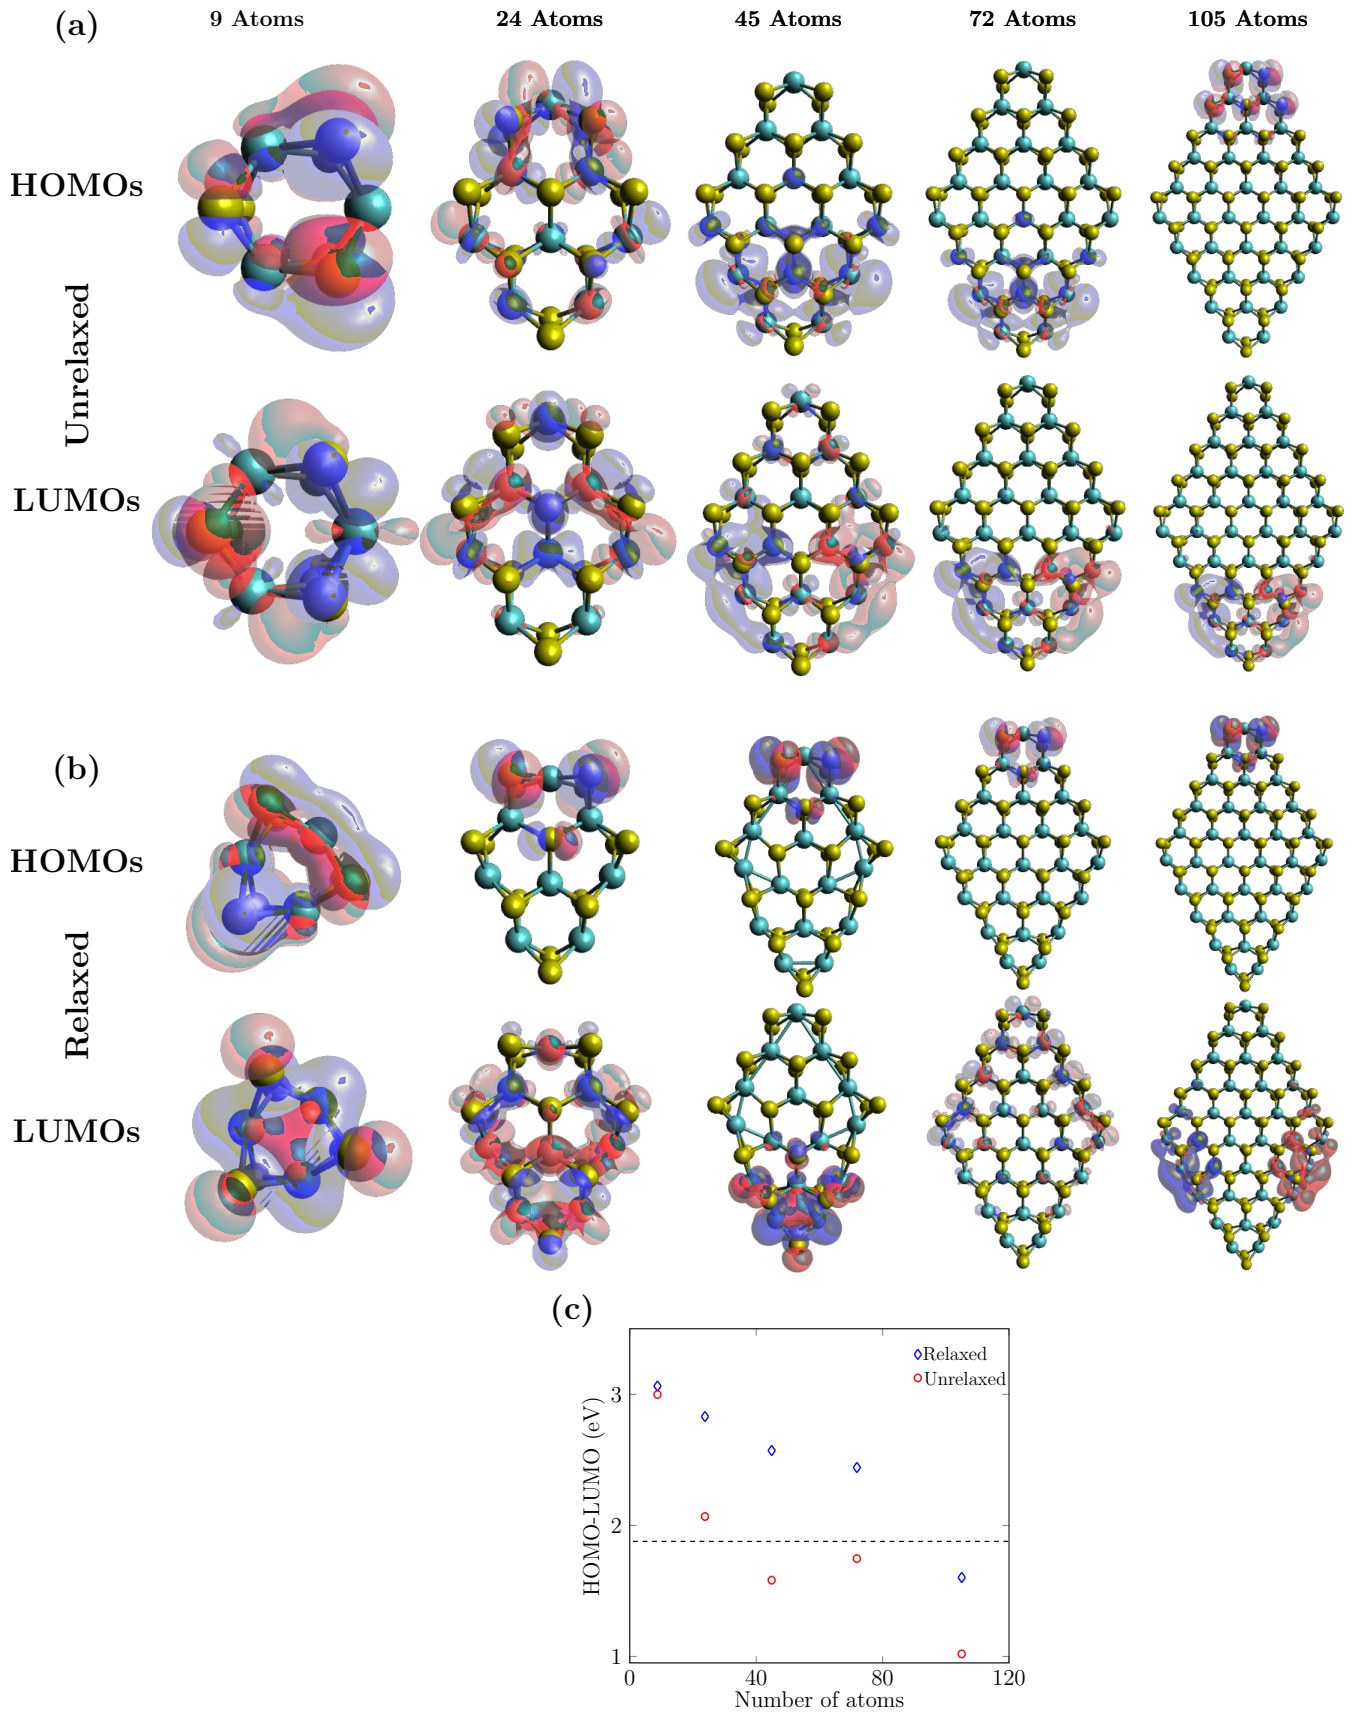 (a)
9 Atoms
24 Atoms
45 Atoms
72 Atoms
105 Atoms
HOMOs
Unrelaxed
LUMOs
(b)
HOMOs
Relaxed
LUMOs
(c)
Relaxed
Unrelaxed
HOMO-LUMO (eV)
3
2
1
0
40
80
120
Number of atoms